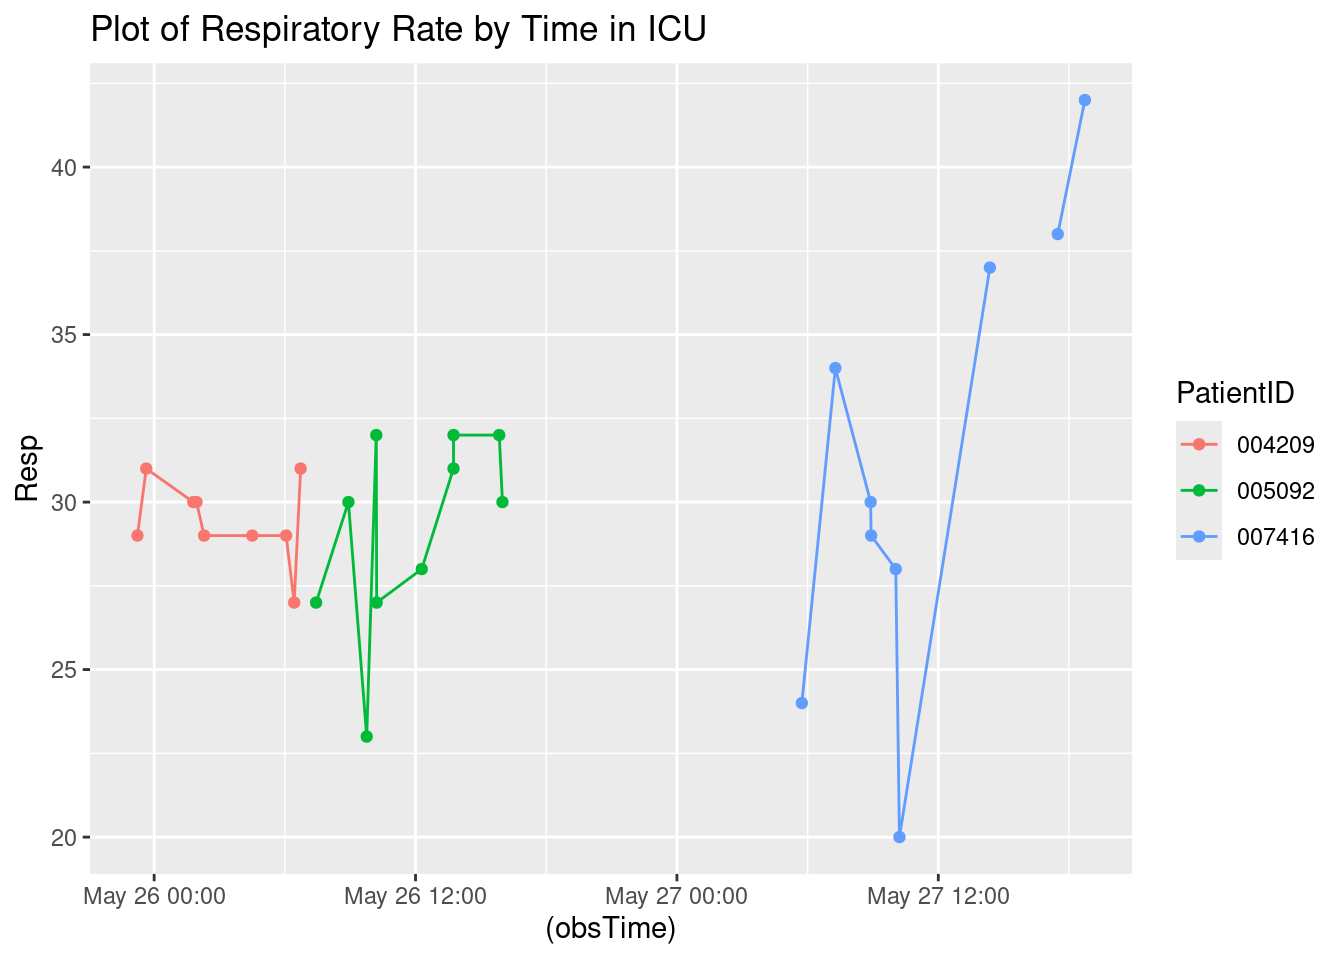 Plot of Respiratory Rate by Time in ICU
Resp
40
35
30
25
20
May 26 00:00
May 26 12:00
May 27 00:00
May 27 12:00
(obsTime)
PatientID
004209
005092
007416